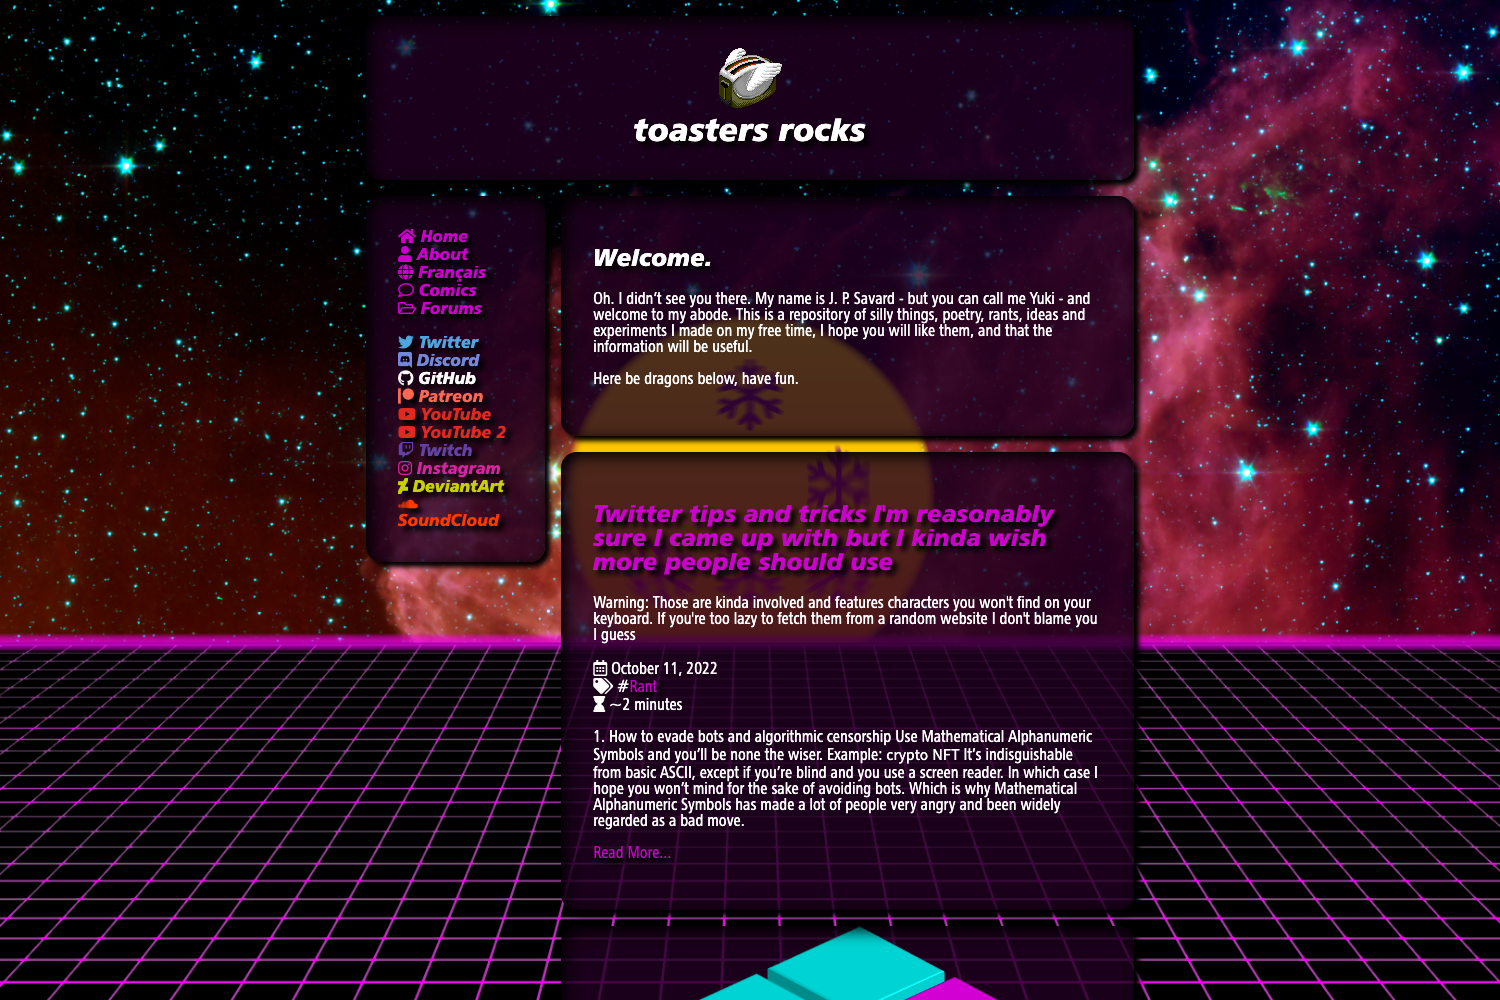 toasters rocks
Home
About
Français
Comics
Forums
Twitter
Discord
GitHub
Patreon
YouTube
YouTube 2
Twitch
Instagram
DeviantArt
SoundCloud
Welcome.
Oh. I didn’t see you there. My name is J. P. Savard - but you can call me Yuki - and
welcome to my abode. This is a repository of silly things, poetry, rants, ideas and
experiments I made on my free time, I hope you will like them, and that the
information will be useful.
Here be dragons below, have fun.
Twitter tips and tricks I'm reasonably
sure I came up with but I kinda wish
more people should use
Warning: Those are kinda involved and features characters you won't find on your
keyboard. If you're too lazy to fetch them from a random website I don't blame you
I guess
October 11, 2022
#Rant
~2 minutes
1. How to evade bots and algorithmic censorship Use Mathematical Alphanumeric
Symbols and you’ll be none the wiser. Example: 𝖼𝗋𝗒𝗉𝗍𝗈 𝖭𝖥𝖳 It’s indisguishable
from basic ASCII, except if you’re blind and you use a screen reader. In which case I
hope you won’t mind for the sake of avoiding bots. Which is why Mathematical
Alphanumeric Symbols has made a lot of people very angry and been widely
regarded as a bad move.
Read More...